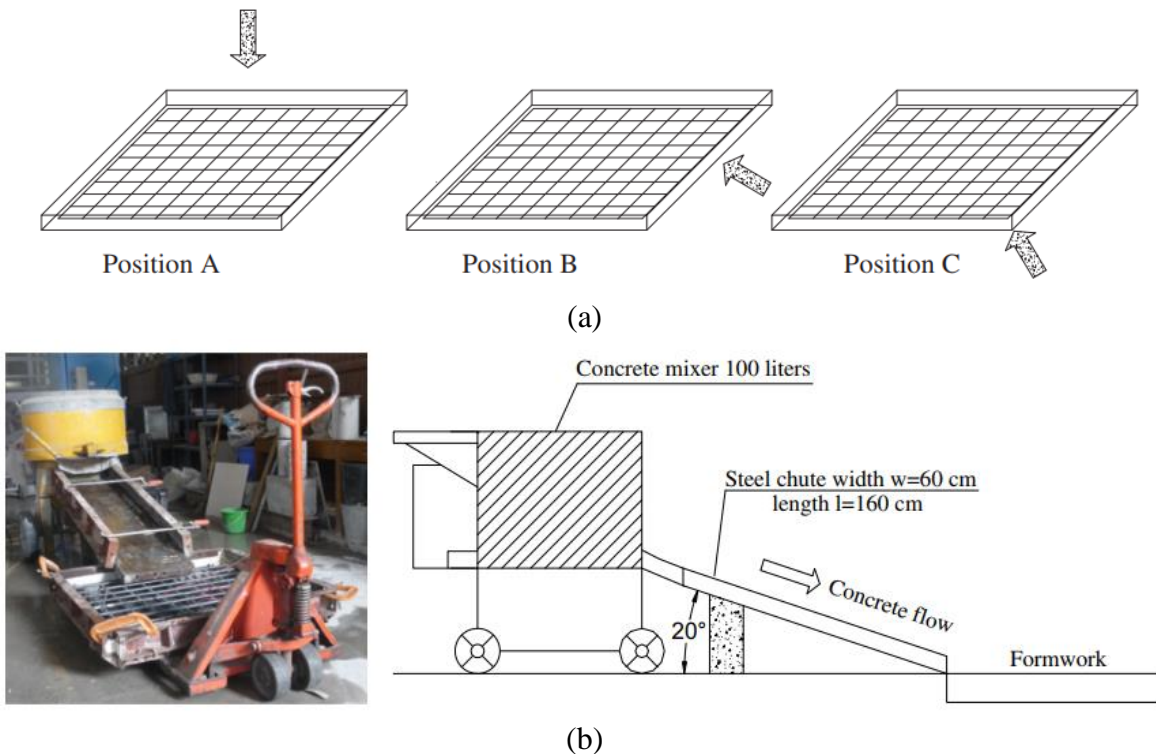 Position A
Position B
Position C
(a)
Concrete mixer 100 liters
Steel chute width w=60 cm
length l=160 cm
Concrete flow
20°
Formwork
(b)